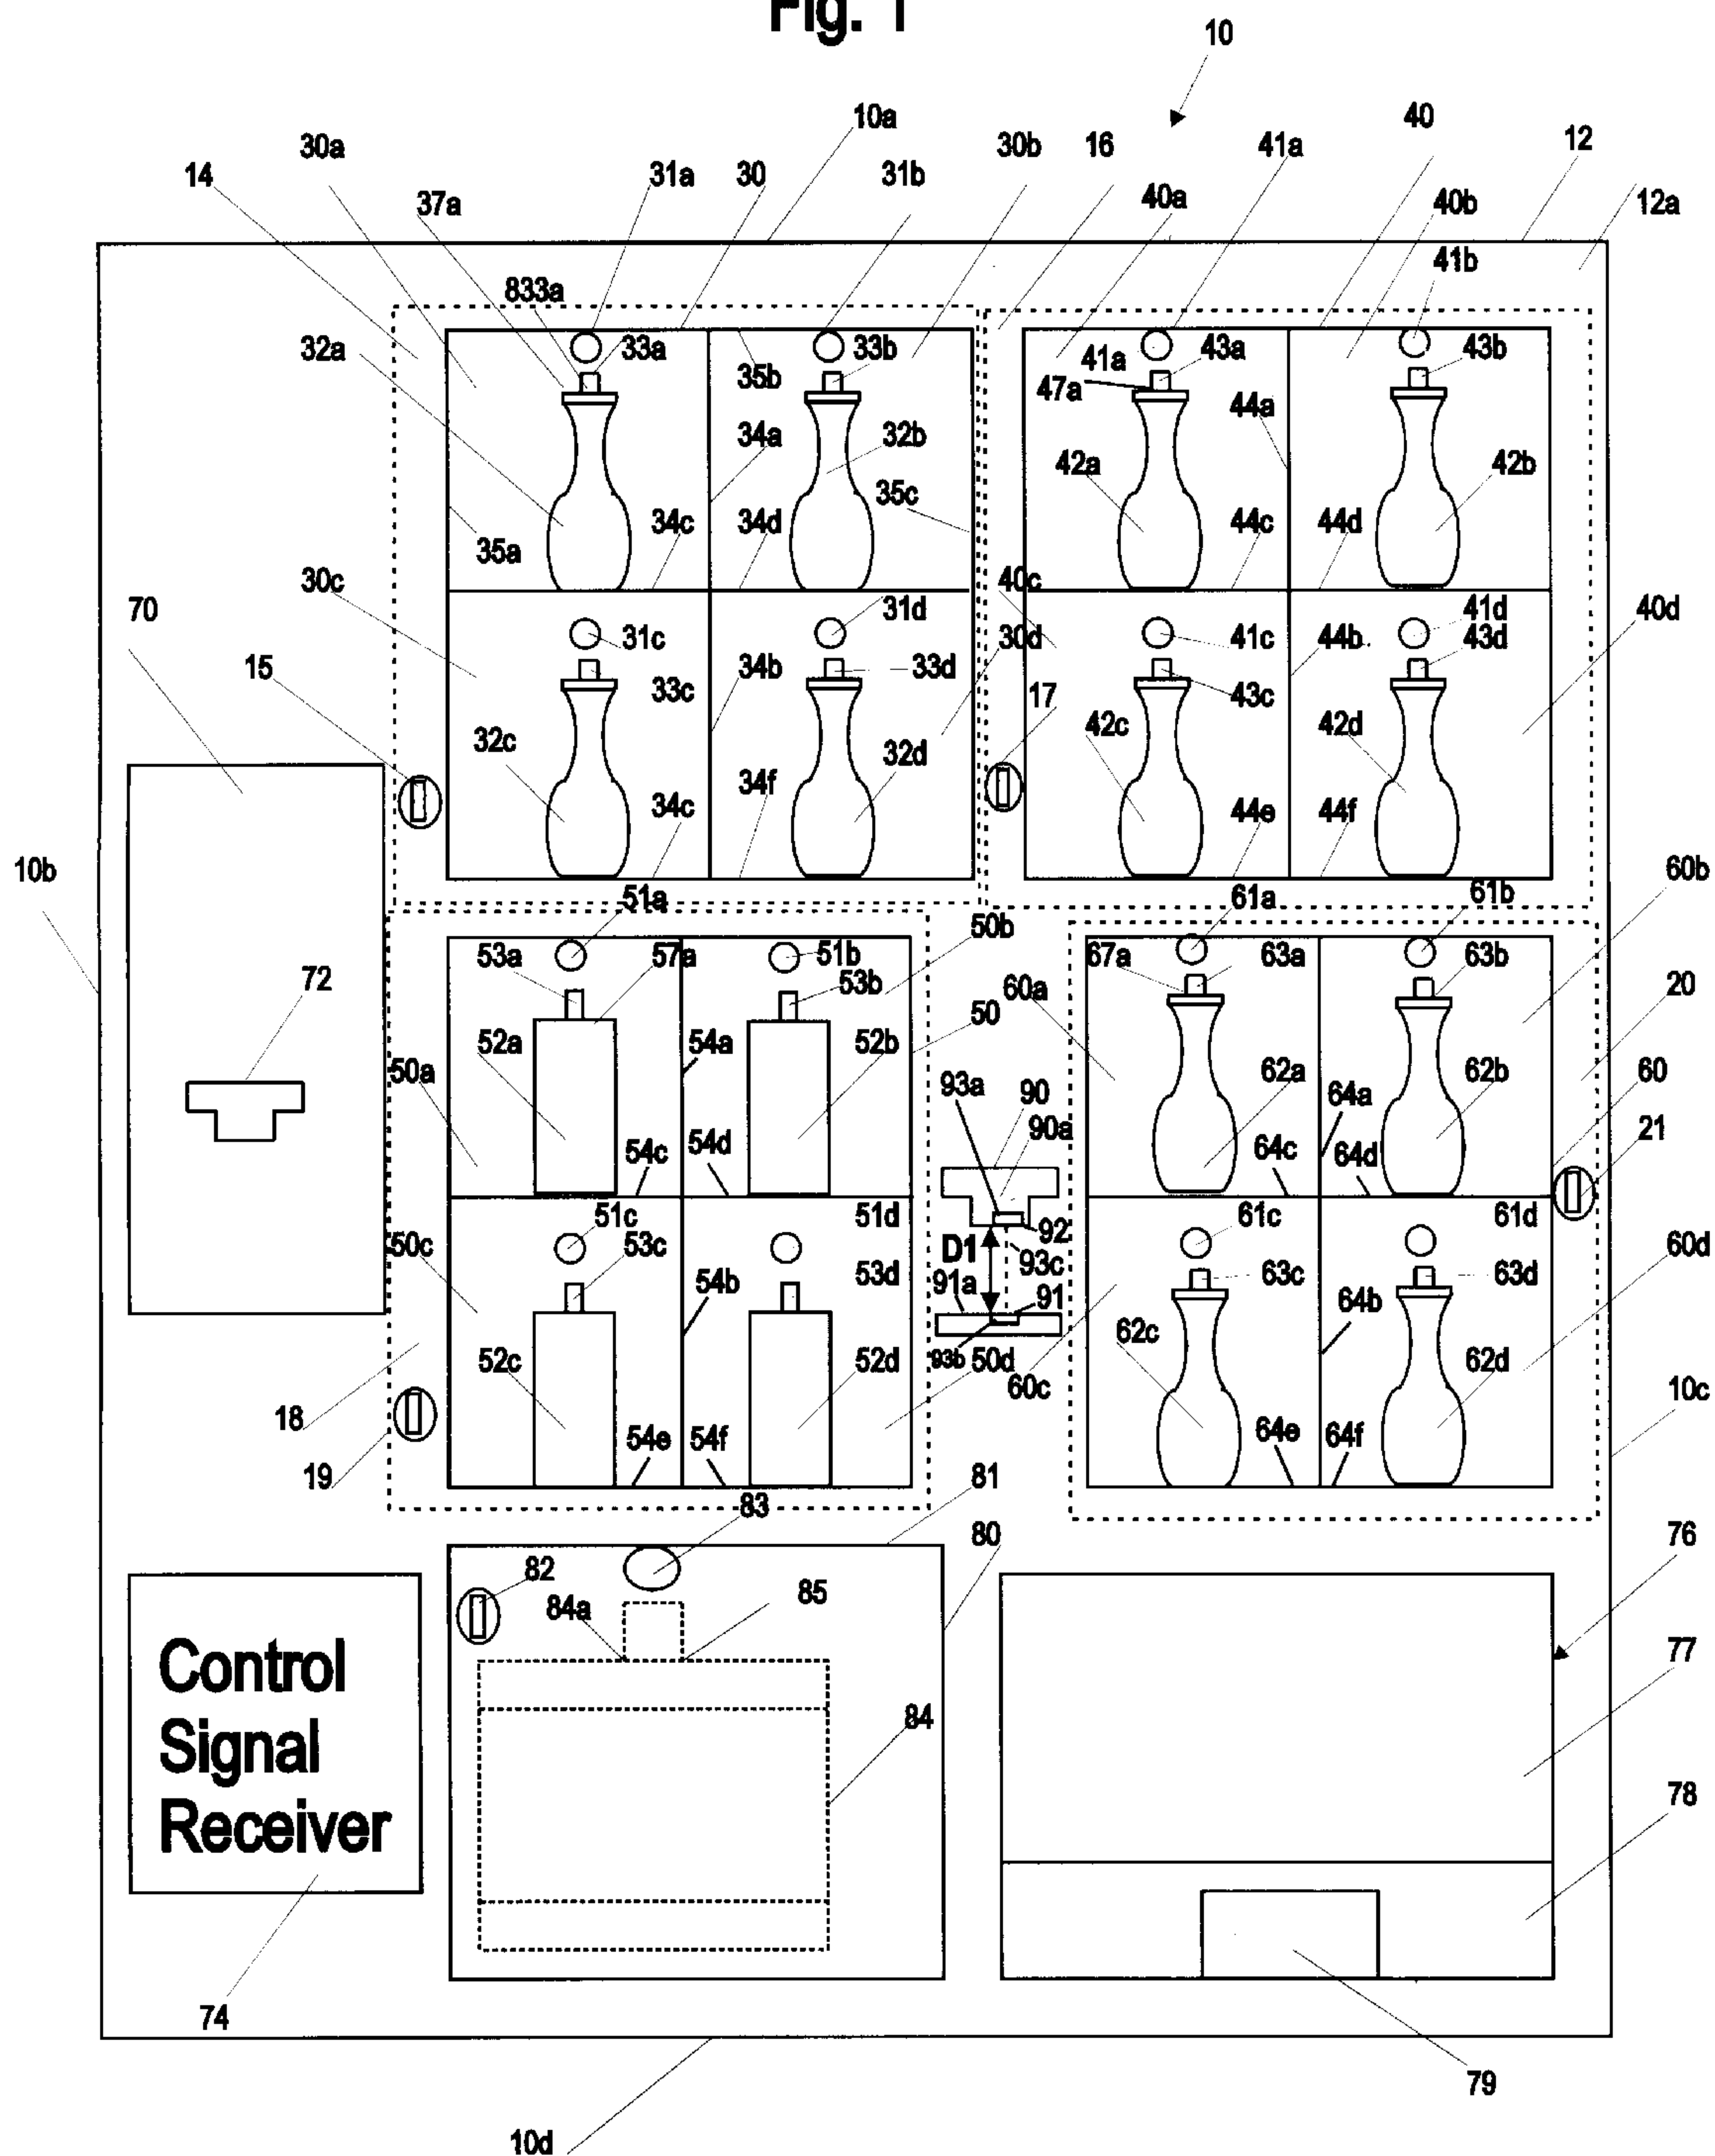 Fig. 1
10
10a
40
12
30a
30b
16
41a
14
31a
30
31b
37a
40a
40b
12a
41b
833a
32a
33a
33b
41a
43a
43b
35b
47a
34a
32b
44a
42a
42b
35c
34c
34d
44c
44d
35a
30c
40c
70
31d
41d
40d
31c
30d
41c
44b
43d
15
34b
33d
33c
17
43c
32c
42c
42d
32d
34f
34c
44e
44f
10b
60b
51a
61a
61b
50b
53a
57a
51b
67a
63a
63b
72
53b
60a
20
50
52a
54a
52b
50a
93a
90
62a
62b
60
64a
90a
21
54c
54d
64c
64d
51c
51d
61c
61d
50c
53c
92
60d
D1
93c
53d
91a
63c
63d
54b
91
64b
62c
52c
52d
93b
50d
62d
60c
10c
18
54e
54f
64e
64f
19
81
83
80
76
82
85
84a
Control
Signal
Receiver
77
84
78
74
79
10d